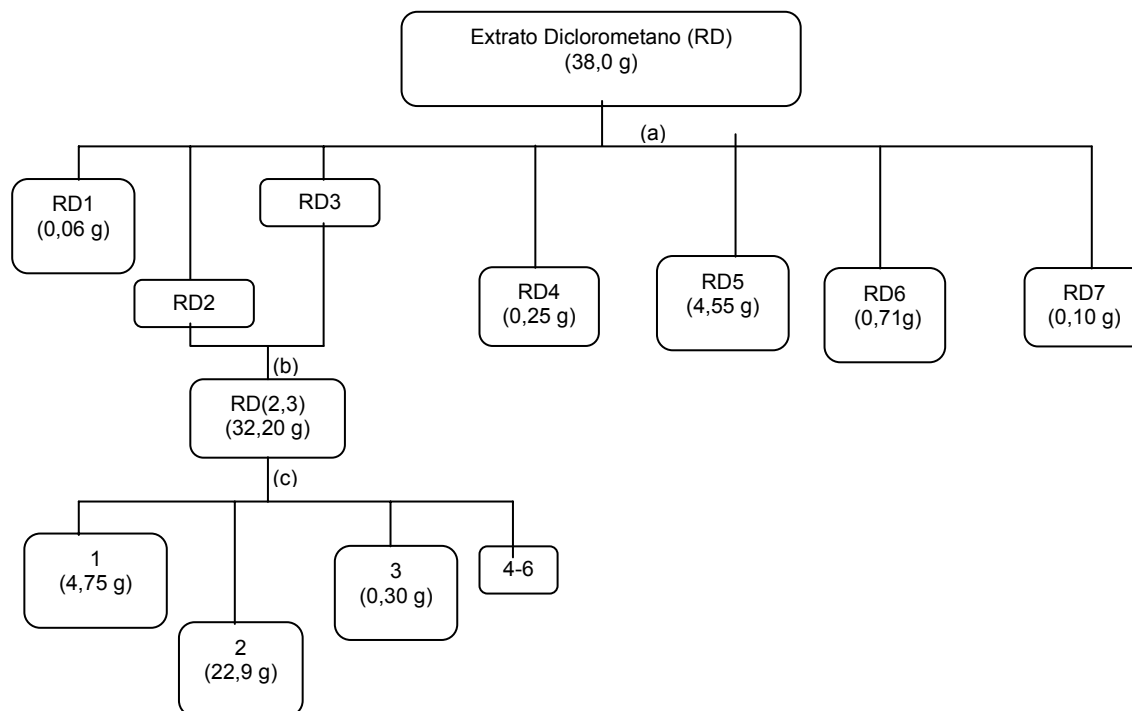 Extrato Diclorometano (RD)
(38,0 g)
(a)
RD1
(0,06 g)
RD2
RD3
RD4
(0,25 g)
RD5
(4,55 g)
RD6
(0,71g)
RD7
(0,10 g)
(b)
RD(2,3)
(32,20 g)
(c)
1
(4,75 g)
2
(22,9 g)
3
(0,30 g)
4-6